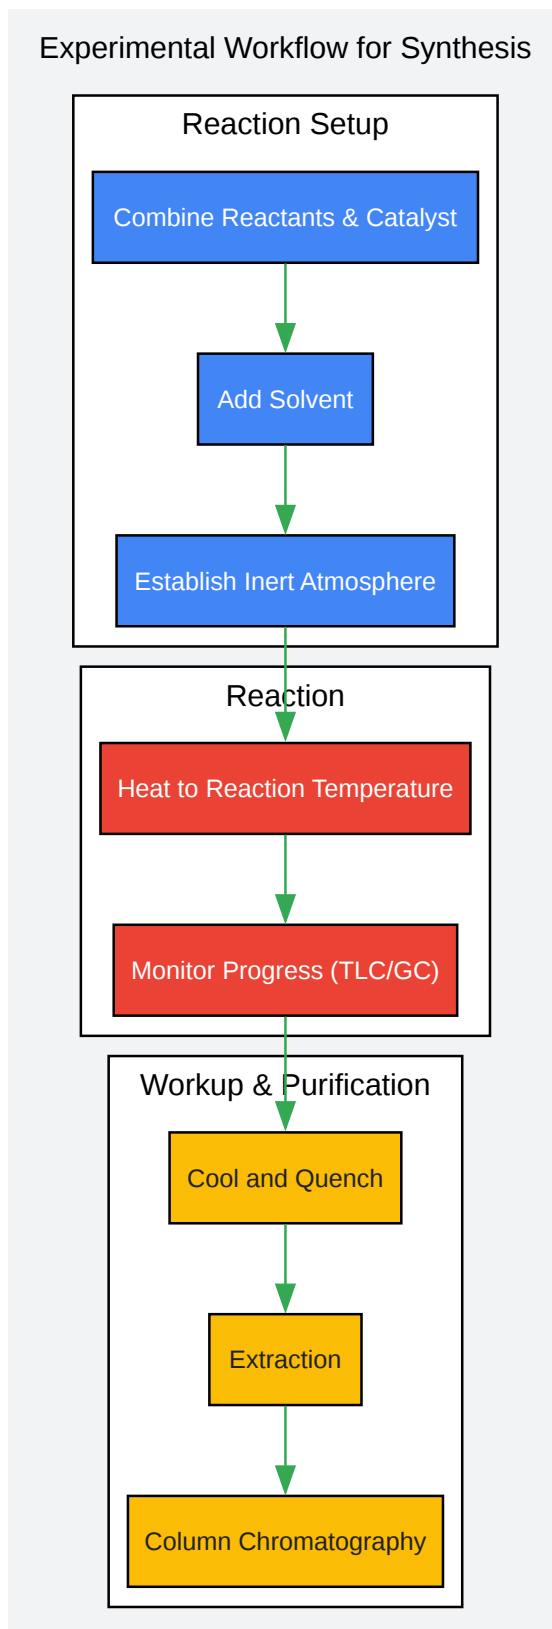 Experimental Workflow for Synthesis
Reaction Setup
Combine Reactants & Catalyst
Add Solvent
Establish Inert Atmosphere
Reaction
Heat to Reaction Temperature
Monitor Progress (TLC/GC)
Workup & Purification
Cool and Quench
Extraction
Column Chromatography